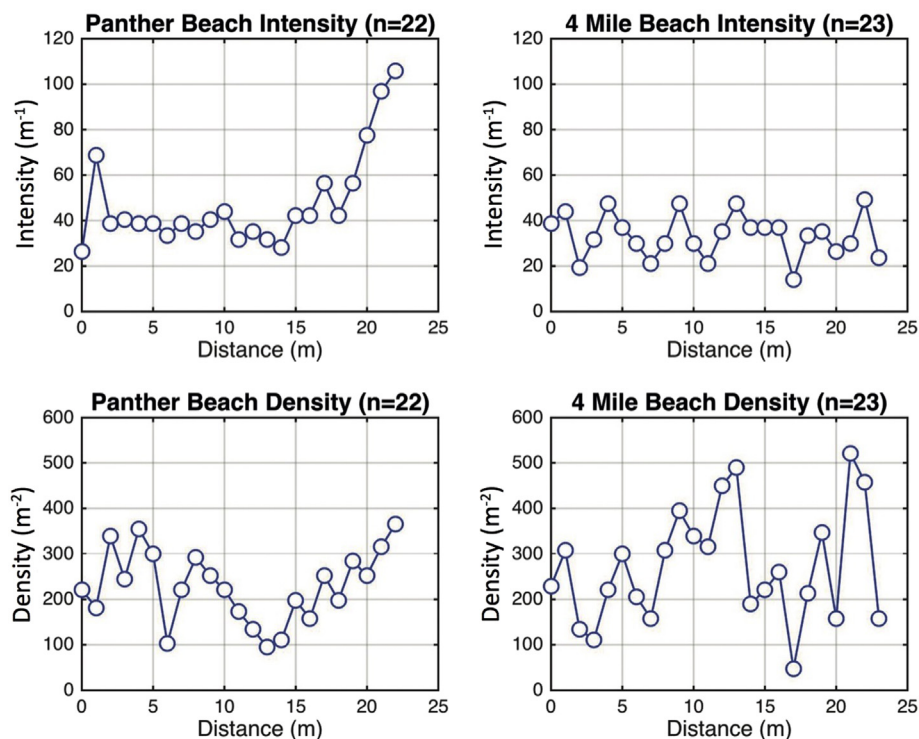 Panther Beach Intensity (n=22)
120
100
80
60
40
20
0
Intensity (m⁻¹)
0 5 10 15 20 25
Distance (m)
4 Mile Beach Intensity (n=23)
120
100
80
60
40
20
0
Intensity (m⁻¹)
0 5 10 15 20 25
Distance (m)
Panther Beach Density (n=22)
600
500
400
300
200
100
0
Density (m⁻²)
0 5 10 15 20 25
Distance (m)
4 Mile Beach Density (n=23)
600
500
400
300
200
100
0
Density (m⁻²)
0 5 10 15 20 25
Distance (m)